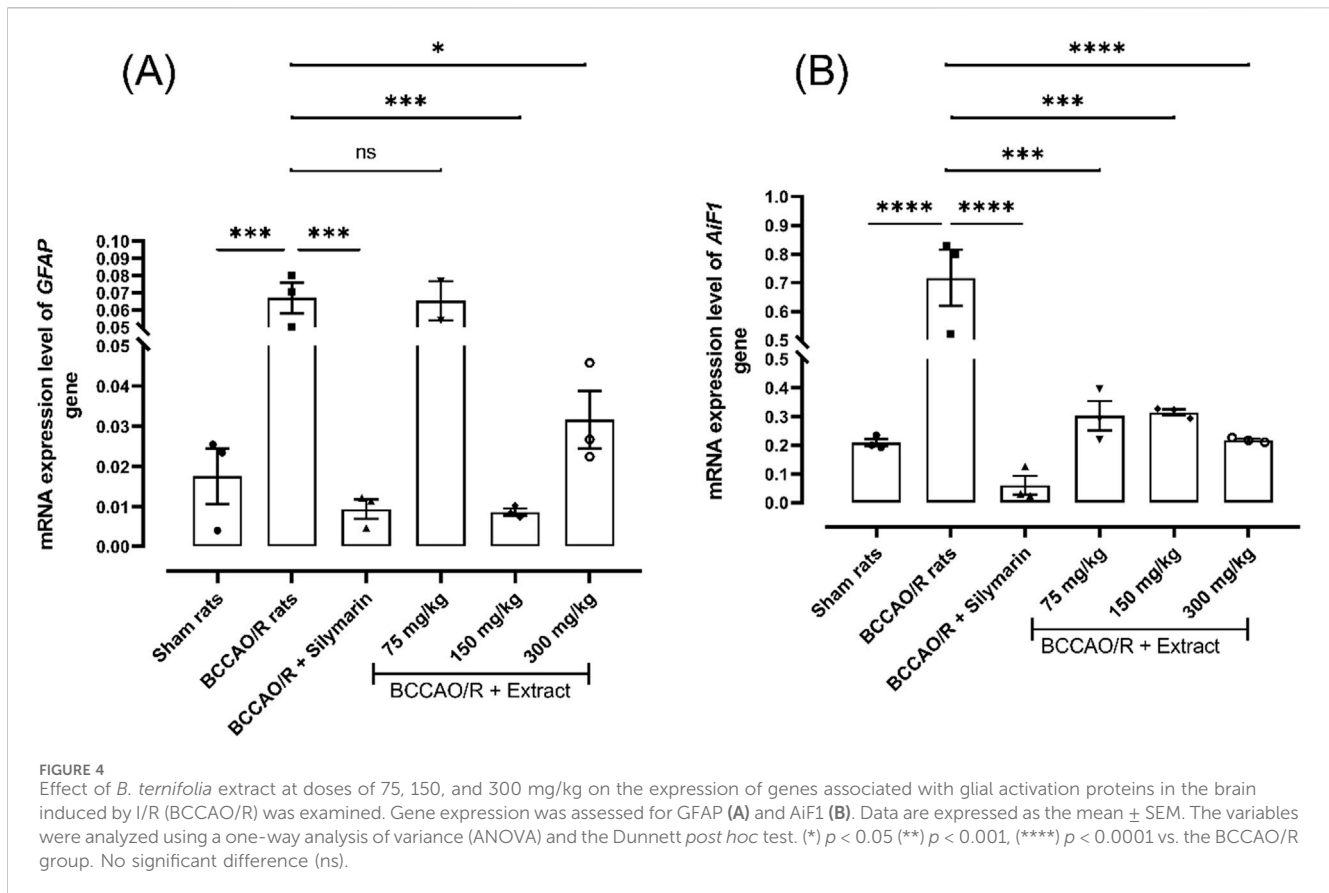 (A)
*
***
ns
***
***
mRNA expression level of GFAP
gene
0.10
0.09
0.08
0.07
0.06
0.05
0.05
0.04
0.03
0.02
0.01
0.00
Sham rats
BCCAO/R rats
BCCAO/R + Silymarin
75 mg/kg
150 mg/kg
300 mg/kg
BCCAO/R + Extract
(B)
****
***
***
****
****
mRNA expression level of AiF1
gene
1.0
0.9
0.8
0.7
0.6
0.5
0.5
0.4
0.3
0.2
0.1
0.0
Sham rats
BCCAO/R rats
BCCAO/R + Silymarin
75 mg/kg
150 mg/kg
300 mg/kg
BCCAO/R + Extract
FIGURE 4
Effect of B. ternifolia extract at doses of 75, 150, and 300 mg/kg on the expression of genes associated with glial activation proteins in the brain
induced by I/R (BCCAO/R) was examined. Gene expression was assessed for GFAP (A) and AiF1 (B). Data are expressed as the mean ± SEM. The variables
were analyzed using a one-way analysis of variance (ANOVA) and the Dunnett post hoc test. (*) p < 0.05 (**) p < 0.001, (****) p < 0.0001 vs. the BCCAO/R
group. No significant difference (ns).